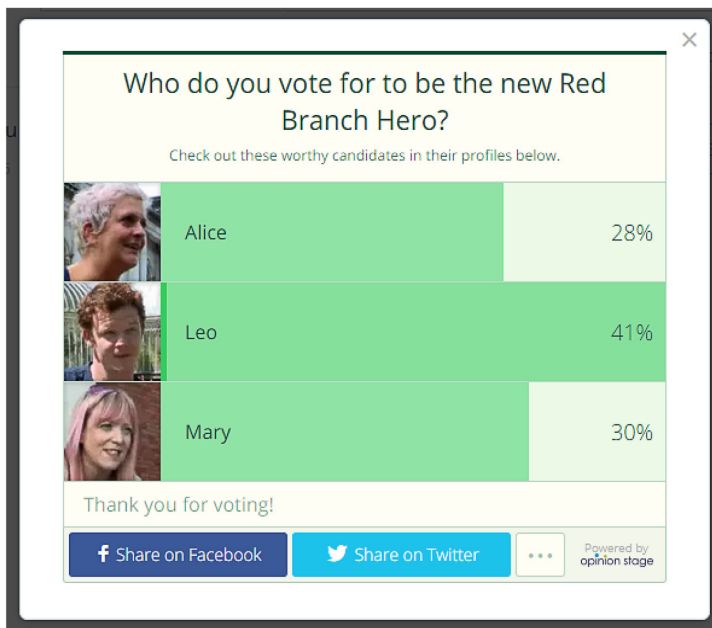 Who do you vote for to be the new Red
Branch Hero?
Check out these worthy candidates in their profiles below.
Alice 28%
Leo 41%
Mary 30%
Thank you for voting!
f Share on Facebook Share on Twitter ... Powered by
opinion stage